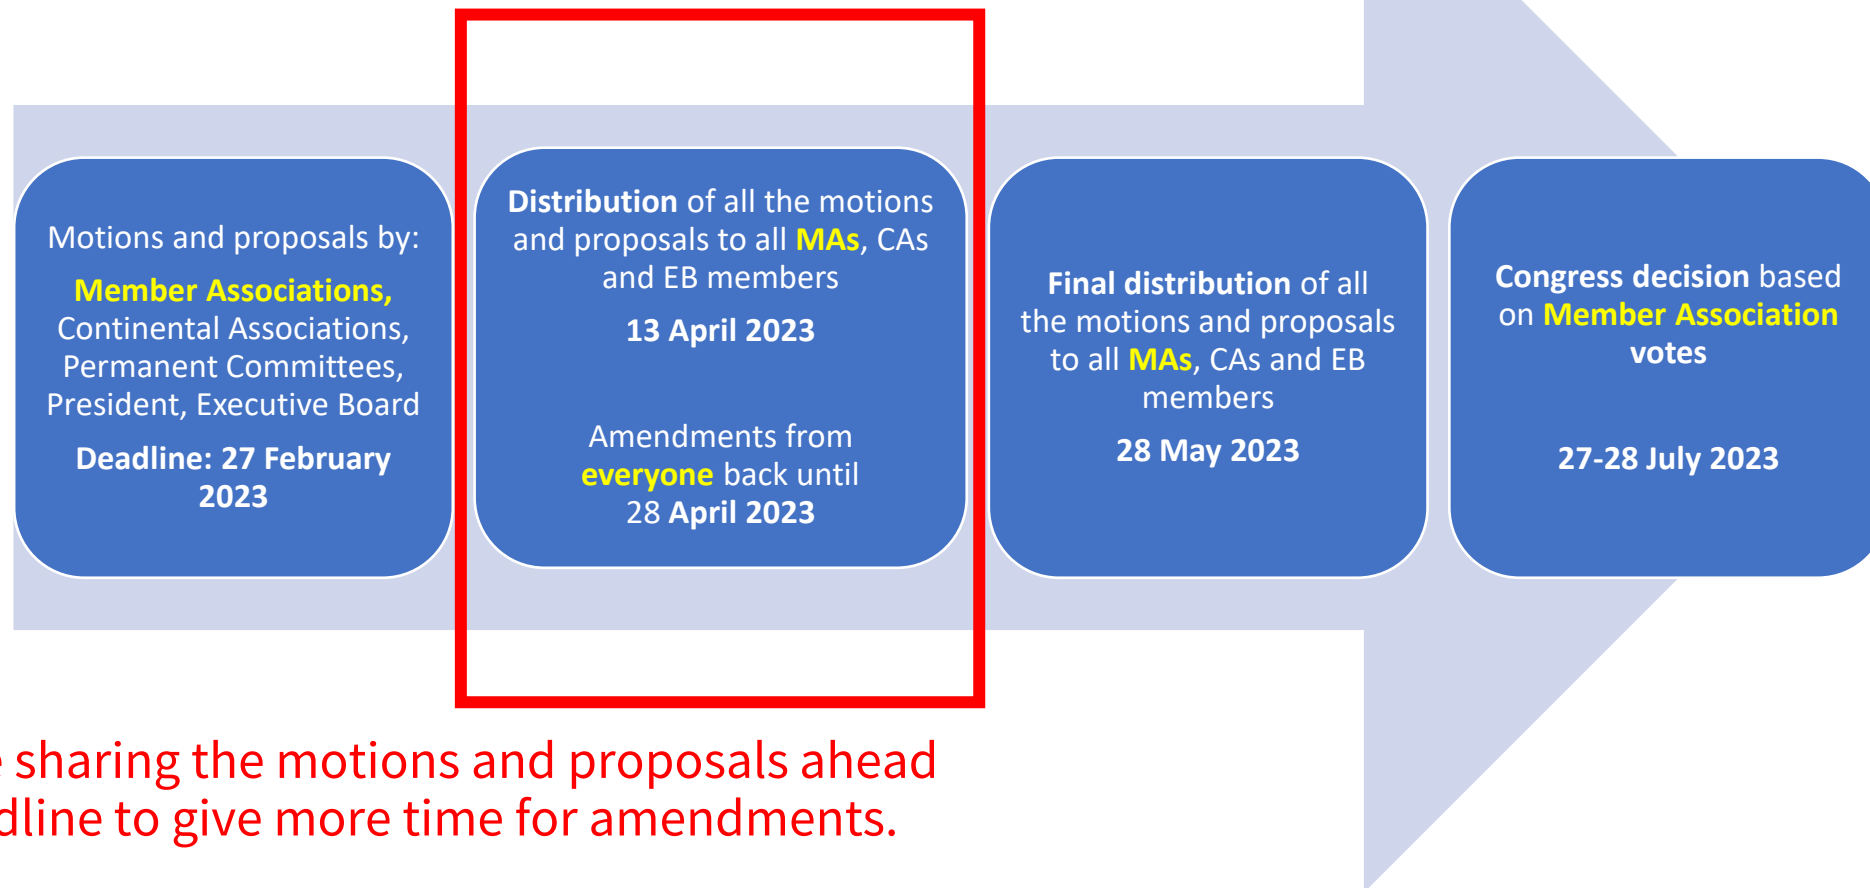 Motions and proposals by:
Member Associations,
Continental Associations,
Permanent Committees,
President, Executive Board
Deadline: 27 February
2023
Distribution of all the motions
and proposals to all MAs, CAs
and EB members
13 April 2023
Amendments from
everyone back until
28 April 2023
Final distribution of all
the motions and proposals
to all MAs, CAs and EB
members
28 May 2023
Congress decision based
on Member Association
votes
27-28 July 2023
sharing the motions and proposals ahead
to give more time for amendments.